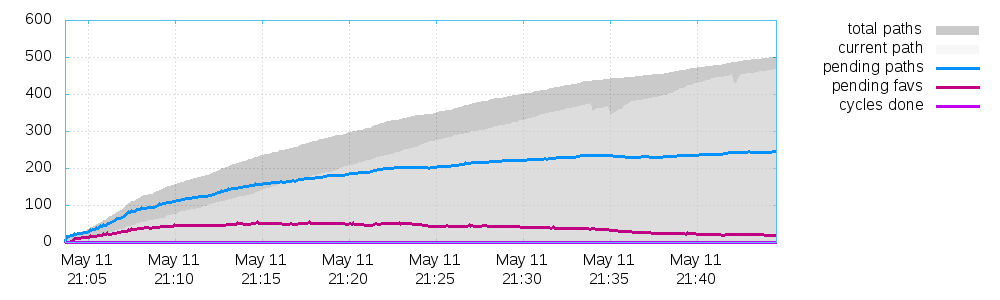 600
500
400
300
200
100
0
May 11 May 11 May 11 May 11 May 11 May 11 May 11 May 11
21:05 21:10 21:15 21:20 21:25 21:30 21:35 21:40
total paths
current path
pending paths
pending favs
cycles done